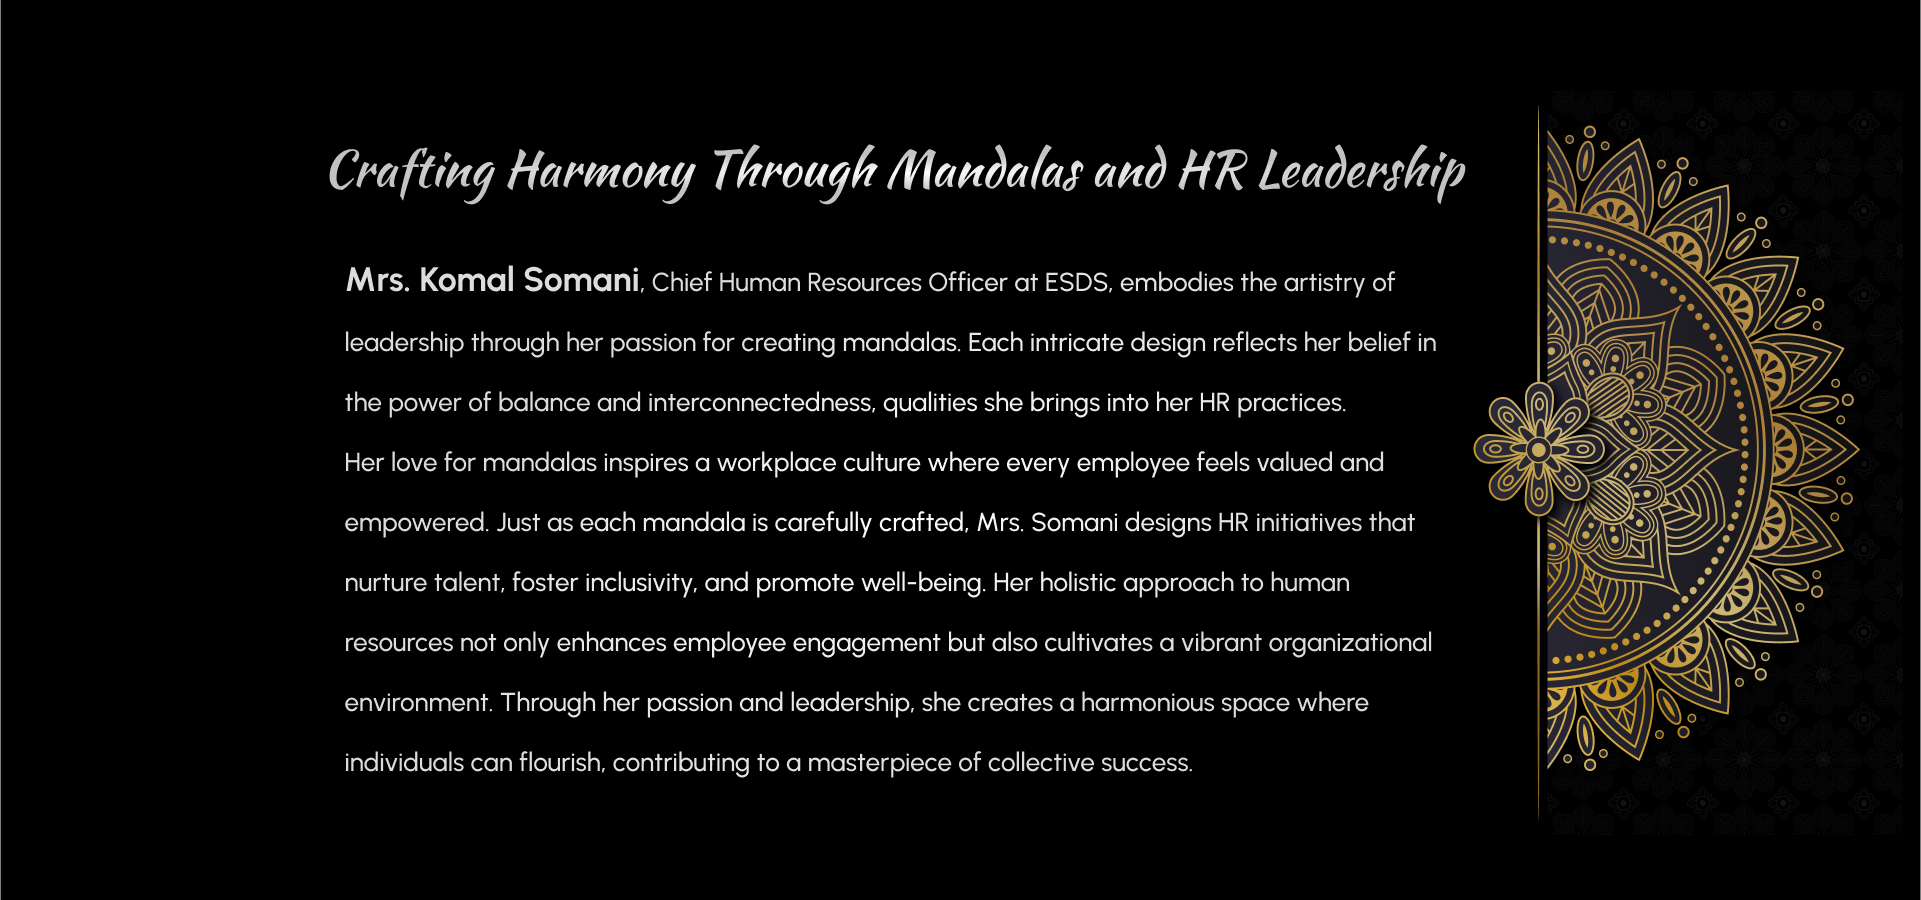 Crafting Harmony Through Mandalas and HR Leadership
Mrs. Komal Somani, Chief Human Resources Officer at ESDS, embodies the artistry of
leadership through her passion for creating mandalas. Each intricate design reflects her belief in
the power of balance and interconnectedness, qualities she brings into her HR practices.
Her love for mandalas inspires a workplace culture where every employee feels valued and
empowered. Just as each mandala is carefully crafted, Mrs. Somani designs HR initiatives that
nurture talent, foster inclusivity, and promote well-being. Her holistic approach to human
resources not only enhances employee engagement but also cultivates a vibrant organizational
environment. Through her passion and leadership, she creates a harmonious space where
individuals can flourish, contributing to a masterpiece of collective success.